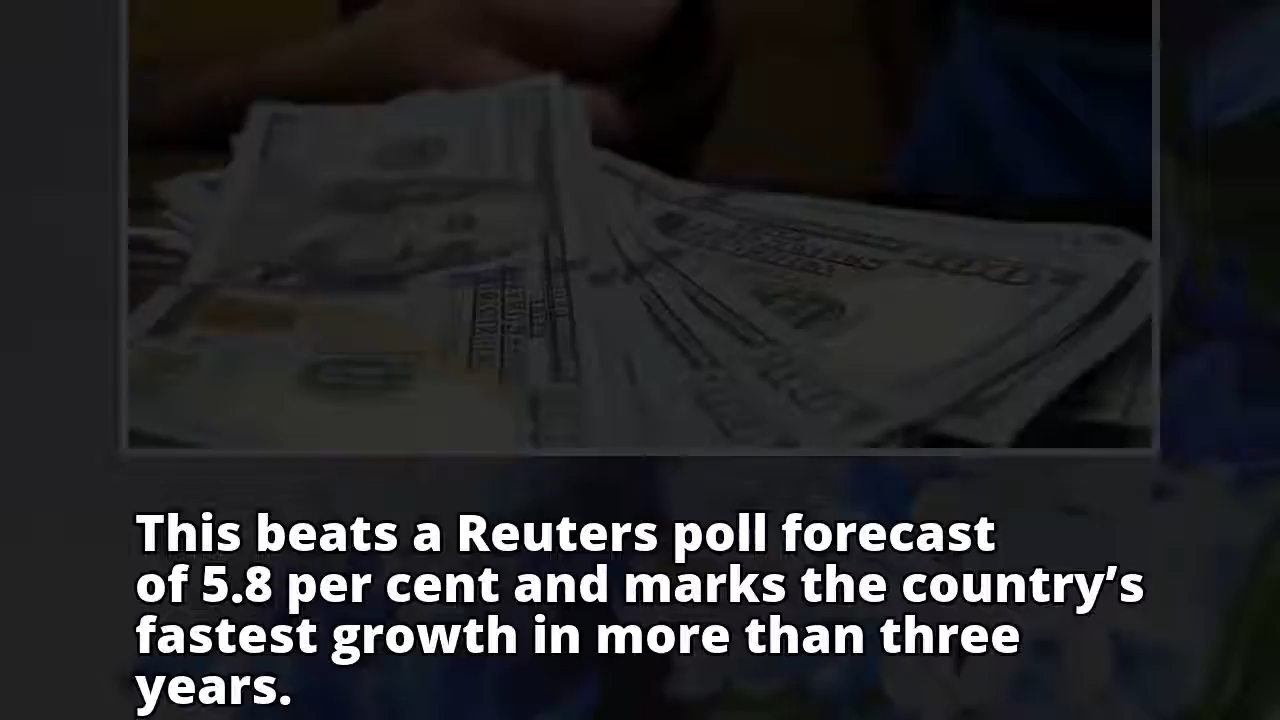 This beats a Reuters poll forecast
of 5.8 per cent and marks the country’s
fastest growth in more than three
years.